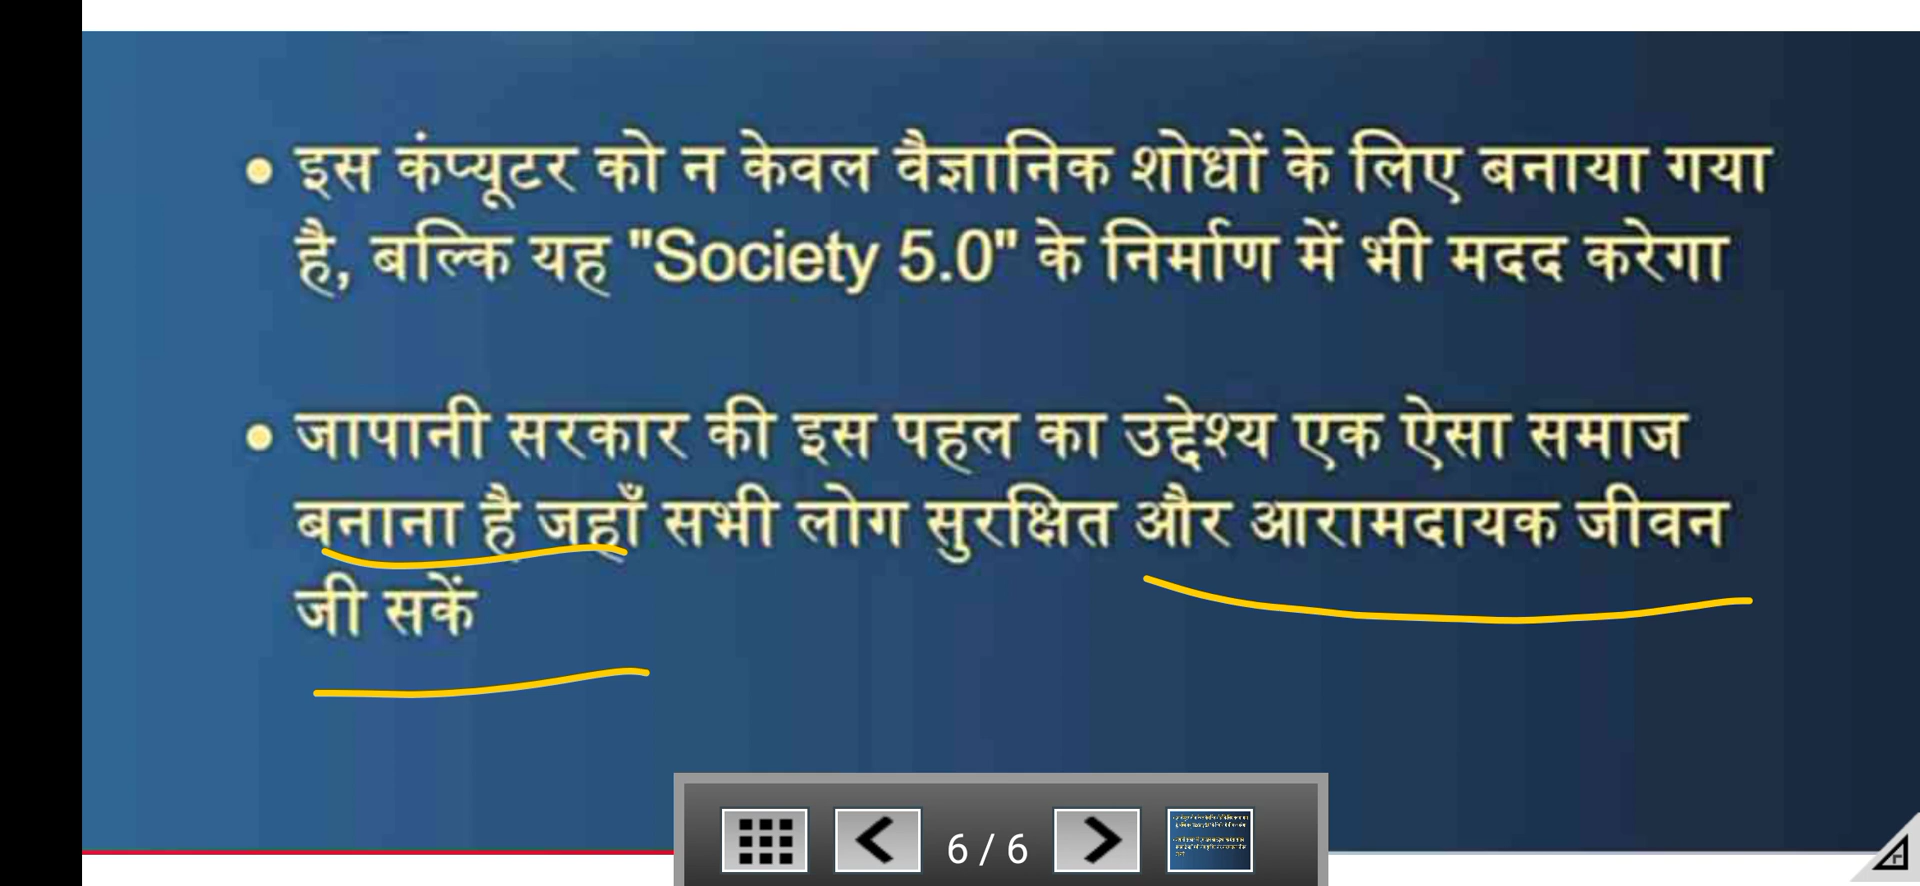 • इस कंप्यूटर को न केवल वैज्ञानिक शोधों के लिए बनाया गया
है, बल्कि यह "Society 5.0" के निर्माण में भी मदद करेगा
• जापानी सरकार की इस पहल का उद्देश्य एक ऐसा समाज
बनाना है जहाँ सभी लोग सुरक्षित और आरामदायक जीवन
जी सकें
6 / 6